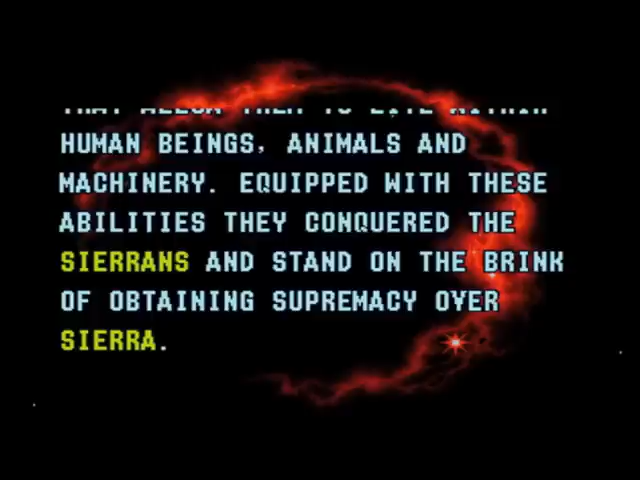 HUMAN BEINGS, ANIMALS AND
MACHINERY. EQUIPPED WITH THESE
ABILITIES THEY CONQUERED THE
SIERRANS AND STAND ON THE BRINK
OF OBTAINING SUPREMACY OVER
SIERRA.